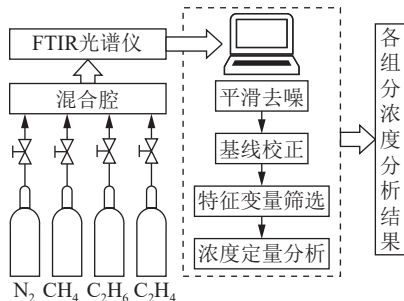 FTIR光谱仪
混合腔
N₂ CH₄ C₂H₆ C₂H₄
平滑去噪
基线校正
特征变量筛选
浓度定量分析
各组分浓度分析结果